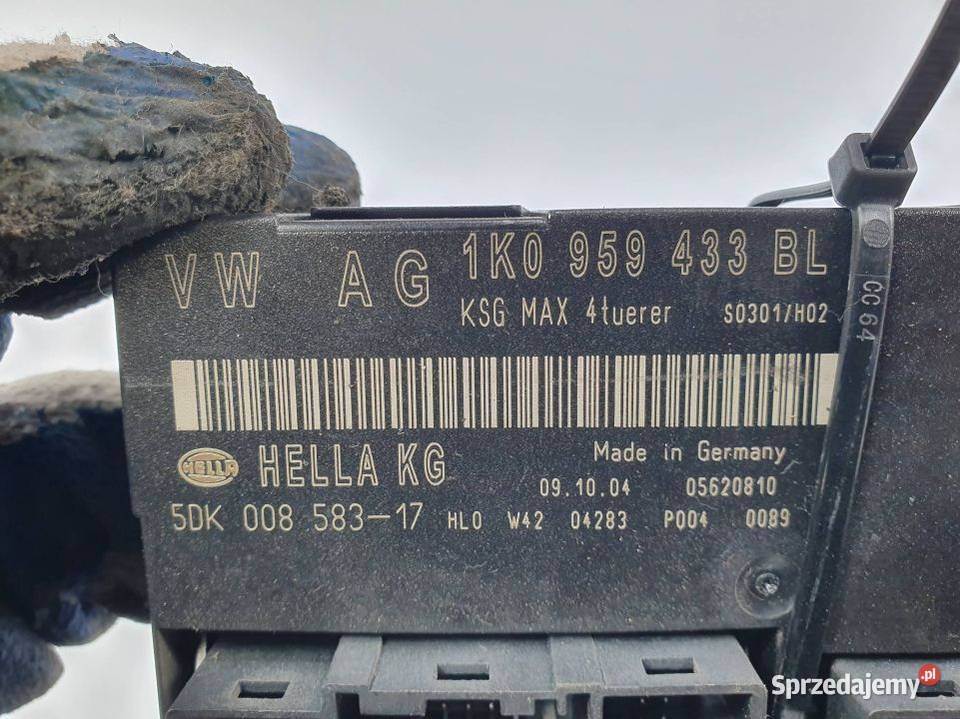 VW AG 1K0 959 433 BL
KSG MAX 4tuerer S0301/H02
CC 64
HELLA HELLA KG Made in Germany
09.10.04 05620810
5DK 008 583-17 HL0 W42 04283 P004 0089
Sprzedajemy.pl